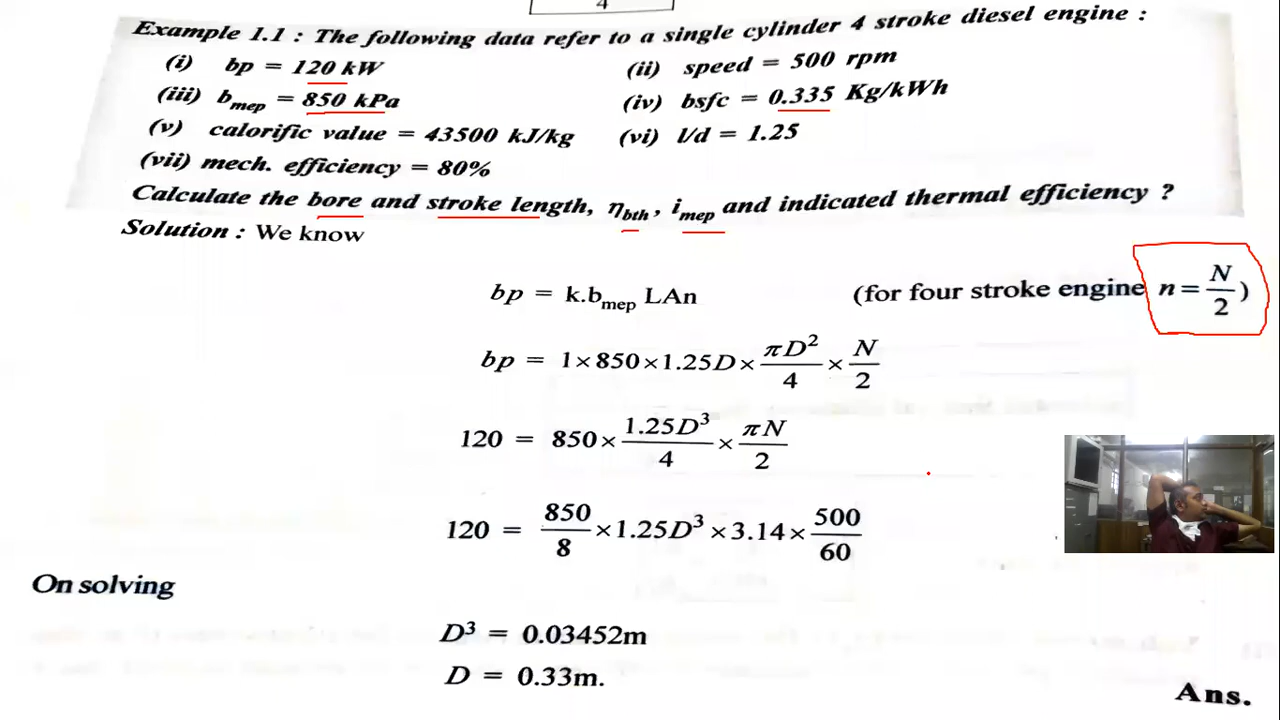 4
Example 1.1 : The following data refer to a single cylinder 4 stroke diesel engine :
(i) bp = 120 kW (ii) speed = 500 rpm
(iii) b_mep = 850 kPa (iv) bsfc = 0.335 Kg/kWh
(v) calorific value = 43500 kJ/kg (vi) l/d = 1.25
(vii) mech. efficiency = 80%
Calculate the bore and stroke length, η_bth, i_mep and indicated thermal efficiency ?
Solution : We know
bp = k.b_mep LAn (for four stroke engine n = N/2)
bp = 1×850×1.25D× πD²/4 × N/2
120 = 850× 1.25D³/4 × πN/2
120 = 850/8 ×1.25D³ ×3.14× 500/60
On solving
D³ = 0.03452m
D = 0.33m.
Ans.